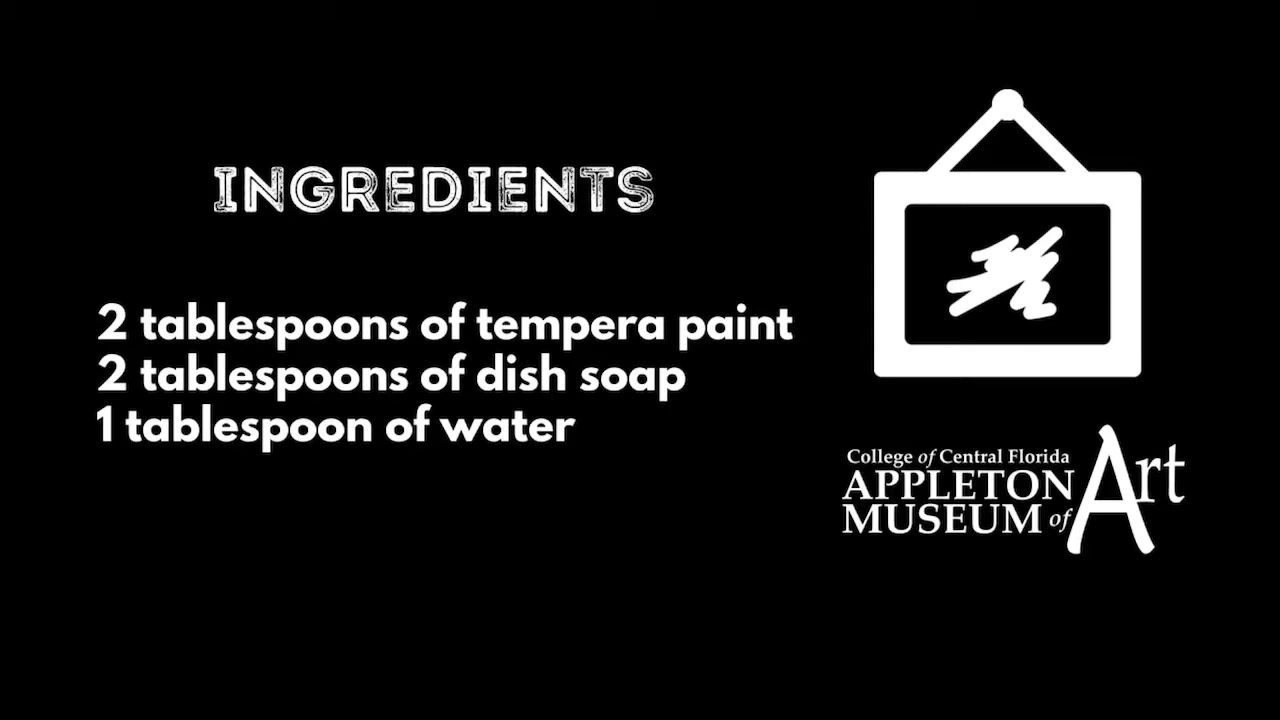 INGREDIENTS
2 tablespoons of tempera paint
2 tablespoons of dish soap
1 tablespoon of water
College of Central Florida
APPLETON
MUSEUM of Art